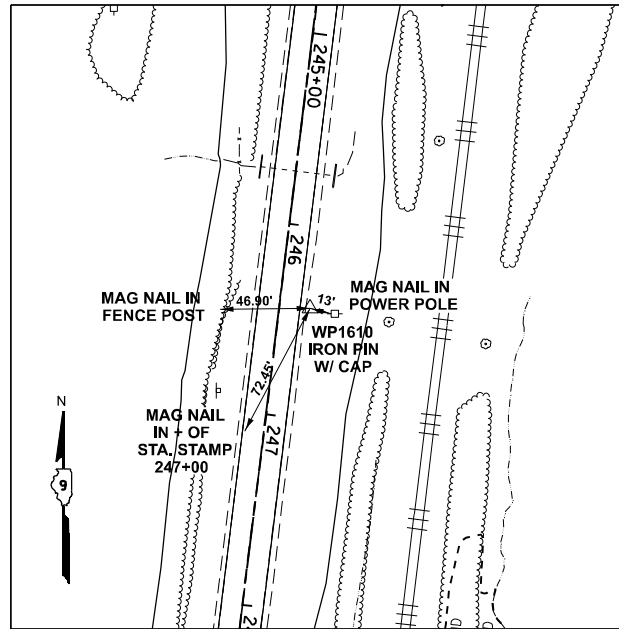 245+00
246
MAG NAIL IN
FENCE POST
46.90'
13'
MAG NAIL IN
POWER POLE
WP1610
IRON PIN
W/ CAP
72.45'
MAG NAIL
IN + OF
STA. STAMP
247+00
247
N
9